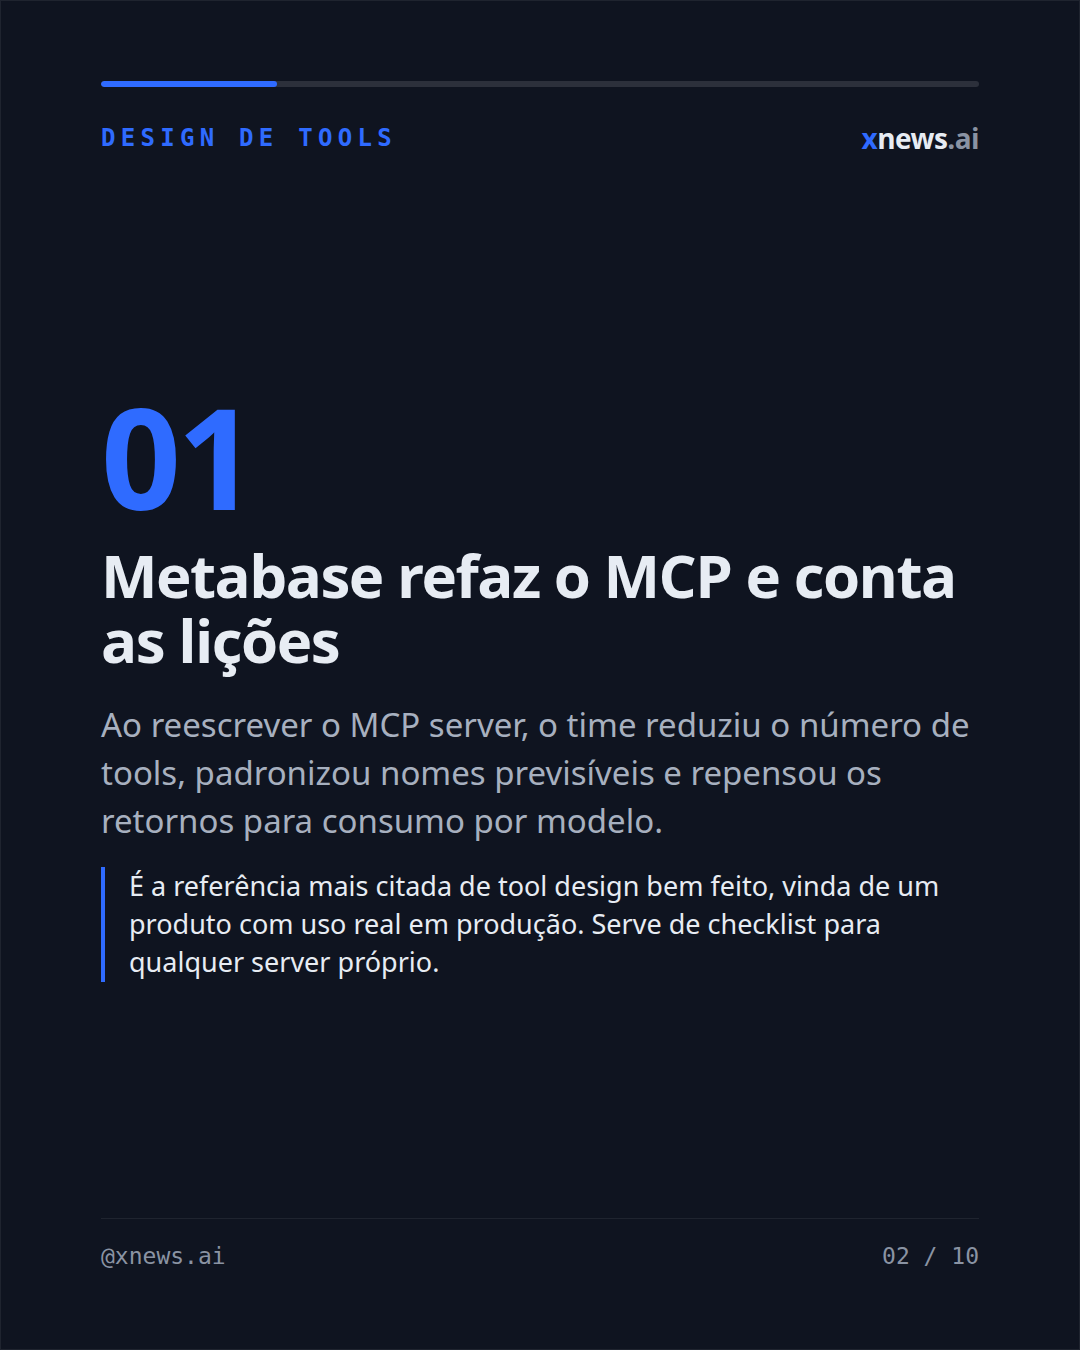 DESIGN DE TOOLS
xnews.ai
01
Metabase refaz o MCP e conta
as lições
Ao reescrever o MCP server, o time reduziu o número de
tools, padronizou nomes previsíveis e repensou os
retornos para consumo por modelo.
É a referência mais citada de tool design bem feito, vinda de um
produto com uso real em produção. Serve de checklist para
qualquer server próprio.
@xnews.ai
02 / 10